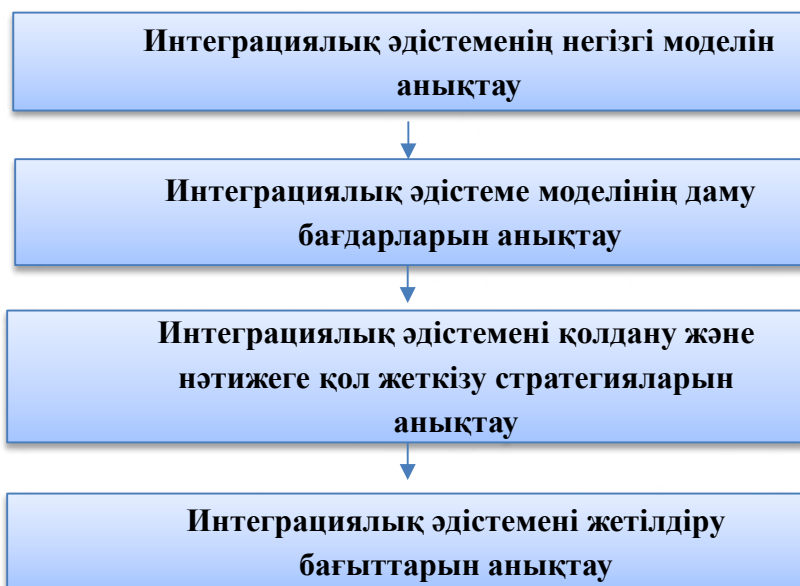 Интеграциялық әдістеменің негізгі моделін
анықтау
Интеграциялық әдістеме моделінің даму
бағдарларын анықтау
Интеграциялық әдістемені қолдану және
нәтижеге қол жеткізу стратегияларын
анықтау
Интеграциялық әдістемені жетілдіру
бағыттарын анықтау